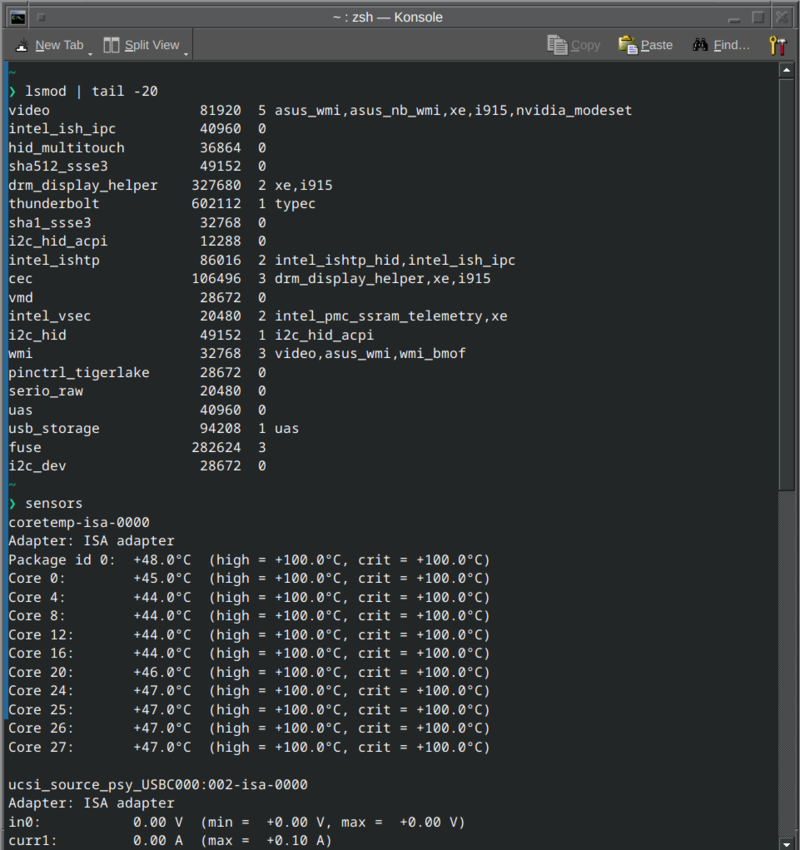 ~ : zsh — Konsole
New Tab Split View Copy Paste Find...
~
❯ lsmod | tail -20
video 81920 5 asus_wmi,asus_nb_wmi,xe,i915,nvidia_modeset
intel_ish_ipc 40960 0
hid_multitouch 36864 0
sha512_ssse3 49152 0
drm_display_helper 327680 2 xe,i915
thunderbolt 602112 1 typec
sha1_ssse3 32768 0
i2c_hid_acpi 12288 0
intel_ishtp 86016 2 intel_ishtp_hid,intel_ish_ipc
cec 106496 3 drm_display_helper,xe,i915
vmd 28672 0
intel_vsec 20480 2 intel_pmc_ssram_telemetry,xe
i2c_hid 49152 1 i2c_hid_acpi
wmi 32768 3 video,asus_wmi,wmi_bmof
pinctrl_tigerlake 28672 0
serio_raw 20480 0
uas 40960 0
usb_storage 94208 1 uas
fuse 282624 3
i2c_dev 28672 0
~
❯ sensors
coretemp-isa-0000
Adapter: ISA adapter
Package id 0: +48.0°C (high = +100.0°C, crit = +100.0°C)
Core 0: +45.0°C (high = +100.0°C, crit = +100.0°C)
Core 4: +44.0°C (high = +100.0°C, crit = +100.0°C)
Core 8: +44.0°C (high = +100.0°C, crit = +100.0°C)
Core 12: +44.0°C (high = +100.0°C, crit = +100.0°C)
Core 16: +44.0°C (high = +100.0°C, crit = +100.0°C)
Core 20: +46.0°C (high = +100.0°C, crit = +100.0°C)
Core 24: +47.0°C (high = +100.0°C, crit = +100.0°C)
Core 25: +47.0°C (high = +100.0°C, crit = +100.0°C)
Core 26: +47.0°C (high = +100.0°C, crit = +100.0°C)
Core 27: +47.0°C (high = +100.0°C, crit = +100.0°C)
ucsi_source_psy_USBC000:002-isa-0000
Adapter: ISA adapter
in0: 0.00 V (min = +0.00 V, max = +0.00 V)
curr1: 0.00 A (max = +0.10 A)